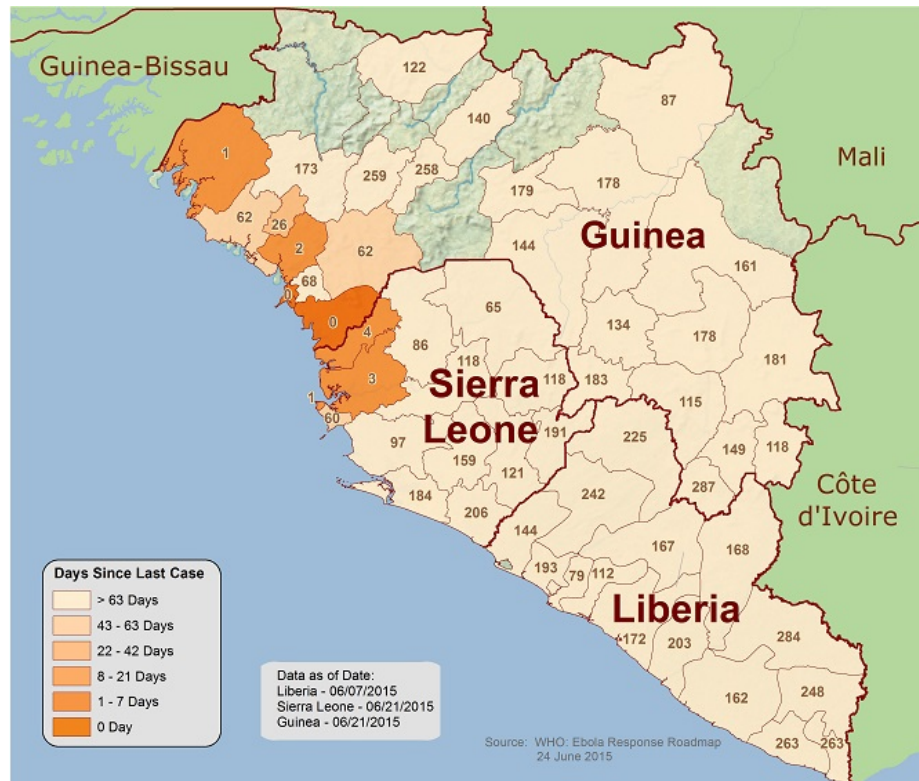 Guinea-Bissau
122
87
140
1
Mali
173
259
258
179
178
62
26
2
62
144
Guinea
161
68
0
0
65
4
86
134
178
118
181
3
Sierra
118
183
115
1
60
Leone
191
225
97
159
149
118
121
287
Côte
d'Ivoire
184
242
206
144
167
168
193
79
112
Liberia
172
203
284
162
248
263
263
Days Since Last Case
> 63 Days
43 - 63 Days
22 - 42 Days
8 - 21 Days
1 - 7 Days
0 Day
Data as of Date:
Liberia - 06/07/2015
Sierra Leone - 06/21/2015
Guinea - 06/21/2015
Source: WHO: Ebola Response Roadmap
24 June 2015